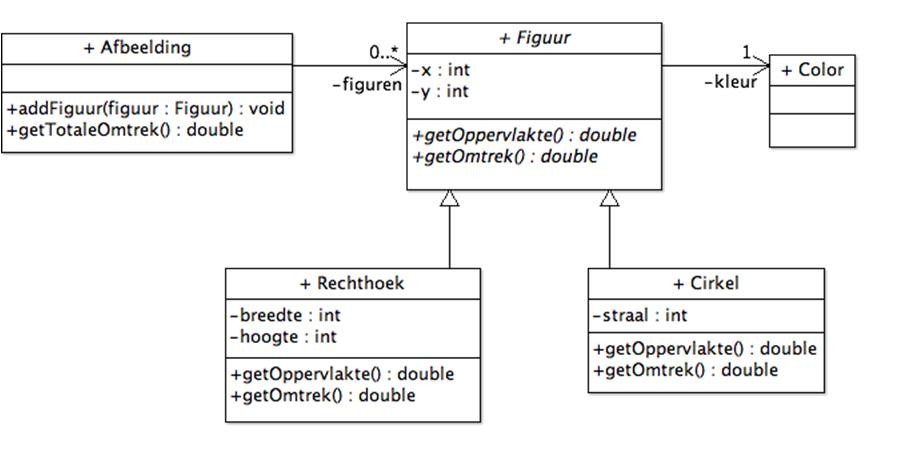 + Afbeelding
+addFiguur(figuur : Figuur) : void
+getTotaleOmtrek() : double
0..*
-figuren
+ Figuur
-x : int
-y : int
+getOppervlakte() : double
+getOmtrek() : double
1
-kleur
+ Color
+ Rechthoek
-breedte : int
-hoogte : int
+getOppervlakte() : double
+getOmtrek() : double
+ Cirkel
-straal : int
+getOppervlakte() : double
+getOmtrek() : double